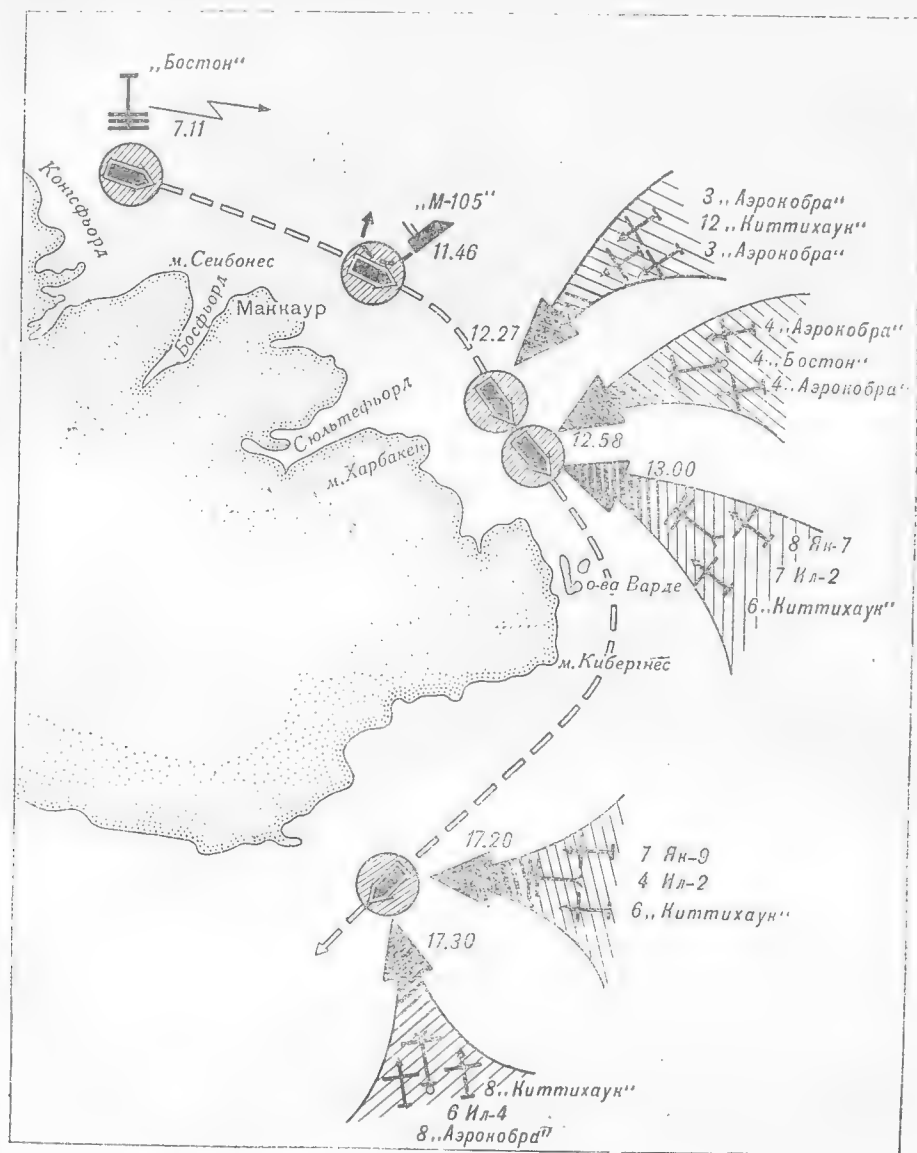 „Бостон“
7.11
Конгсфьорд
„М-105“
11.46
м. Сейбонес
Босфьорд
Маккаур
3 „Аэрокобра“
12 „Киттихаук“
3 „Аэрокобра“
12.27
4 „Аэрокобра“
4 „Бостон“
4 „Аэрокобра“
12.58
Сюльтефьорд
м. Харбакен
13.00
8 Як-7
7 Ил-2
6 „Киттихаук“
о-ва Варде
м. Кибергнес
17.20
7 Як-9
4 Ил-2
6 „Киттихаук“
17.30
8 „Киттихаук“
6 Ил-4
8 „Аэрокобра“